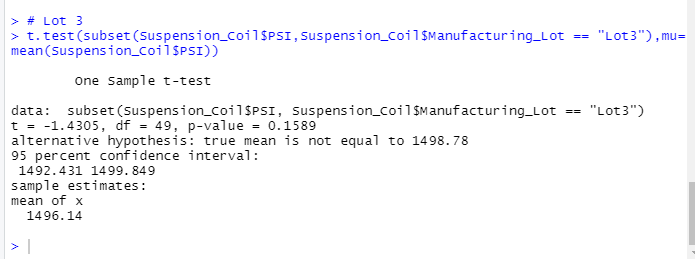 > # Lot 3
> t.test(subset(Suspension_Coil$PSI,Suspension_Coil$Manufacturing_Lot == "Lot3"),mu=
mean(Suspension_Coil$PSI))
One Sample t-test
data:  subset(Suspension_Coil$PSI, Suspension_Coil$Manufacturing_Lot == "Lot3")
t = -1.4305, df = 49, p-value = 0.1589
alternative hypothesis: true mean is not equal to 1498.78
95 percent confidence interval:
1492.431 1499.849
sample estimates:
mean of x
1496.14
>